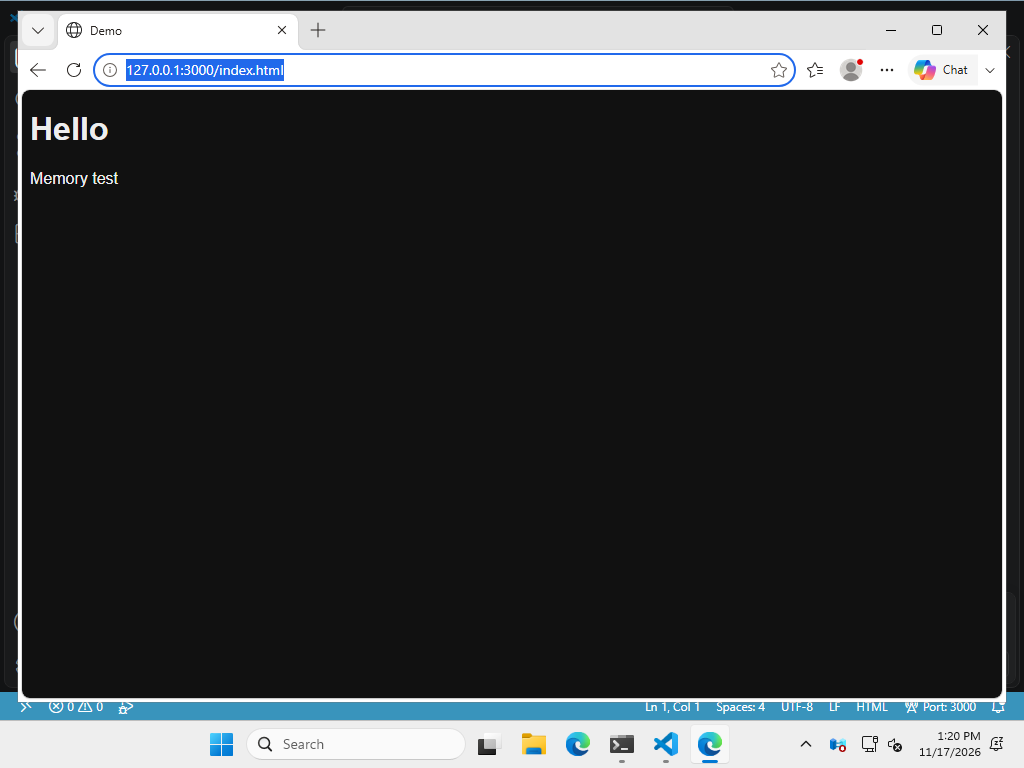 Demo
127.0.0.1:3000/index.html
Chat
Hello
Memory test
0 0
Ln 1, Col 1 Spaces: 4 UTF-8 LF HTML Port: 3000
Search
1:20 PM
11/17/2026